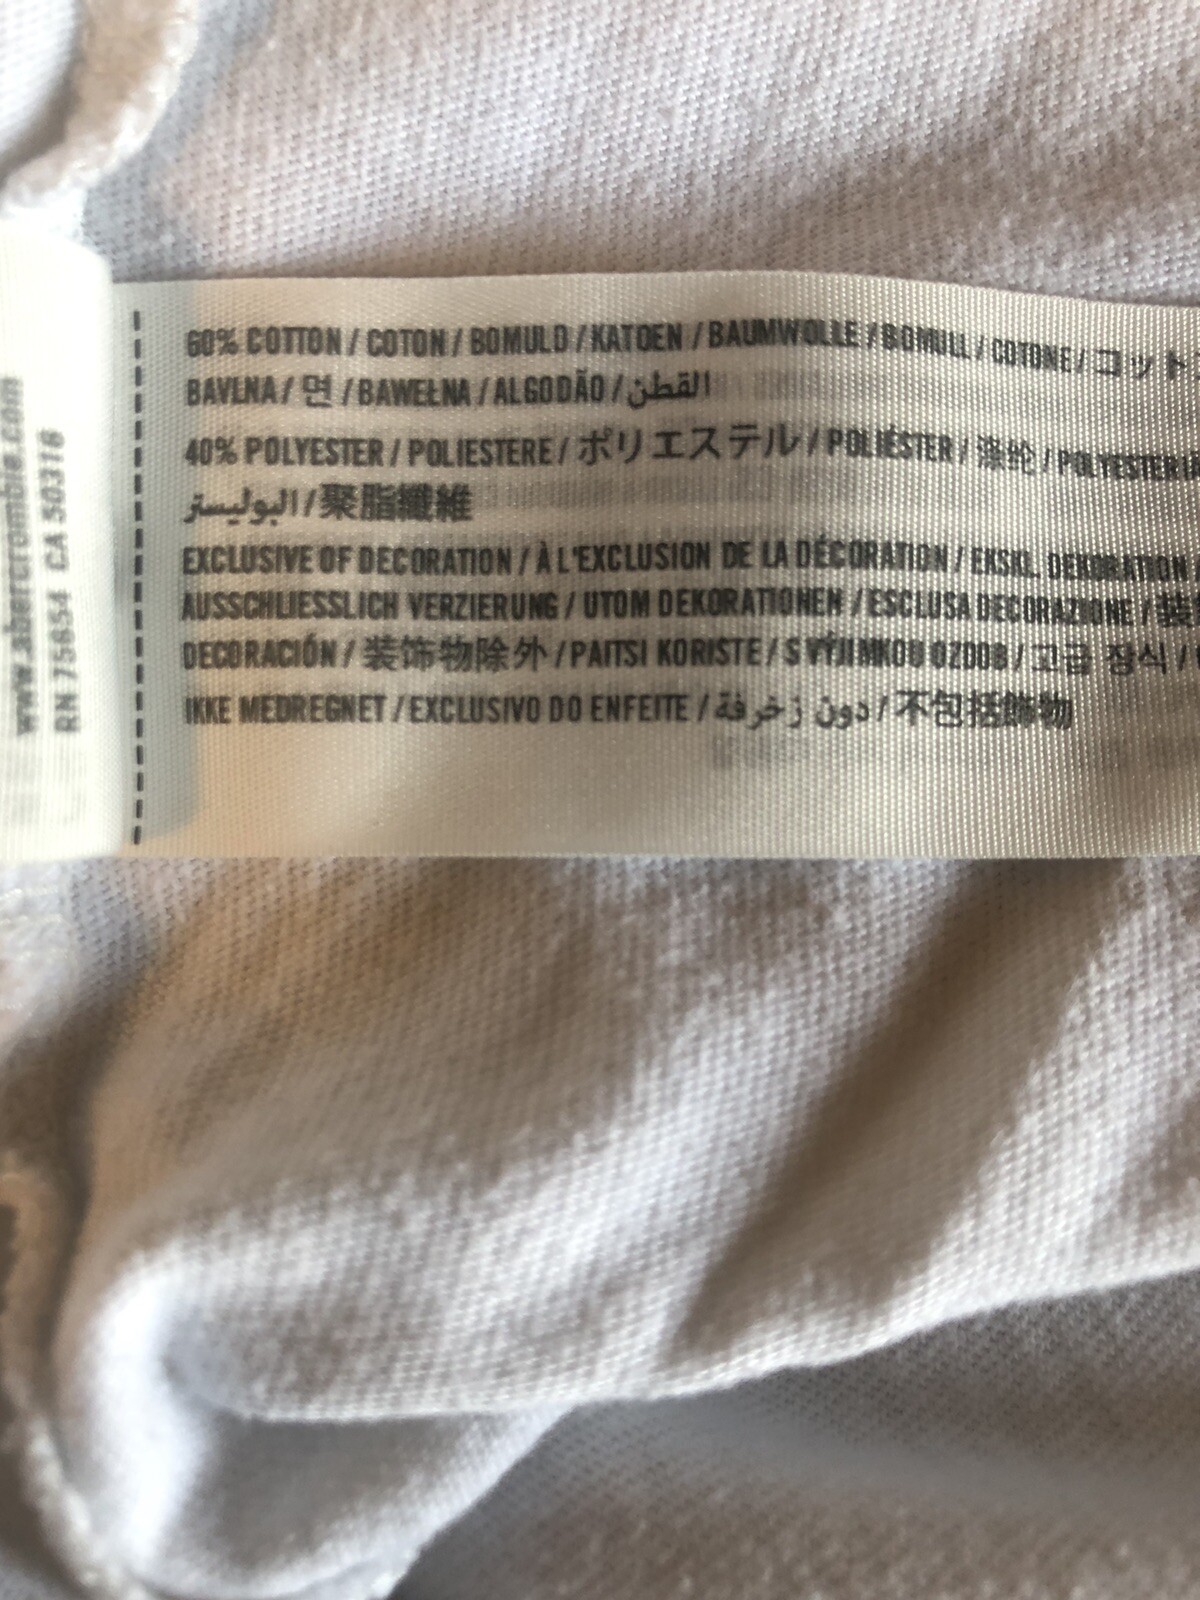 60% COTTON / COTON / BOMULD / KATOEN / BAUMWOLLE / BOMULL / COTONE / コット
BAVLNA / 면 / BAWEŁNA / ALGODÃO / القطن
40% POLYESTER / POLIESTERE / ポリエステル / POLIÉSTER / 涤纶 / POLYESTERI
البوليستر / 聚脂纖維
EXCLUSIVE OF DECORATION / À L'EXCLUSION DE LA DÉCORATION / EKSKL. DEKORATION
AUSSCHLIESSLICH VERZIERUNG / UTOM DEKORATIONEN / ESCLUSA DECORAZIONE / 装
DECORACIÓN / 装饰物除外 / PAITSI KORISTE / S VÝJIMKOU OZDOB / 고급 장식 /
IKKE MEDREGNET / EXCLUSIVO DO ENFEITE / دون زخرفة / 不包括飾物
www.abercrombie.com
RN 75654 CA 50316